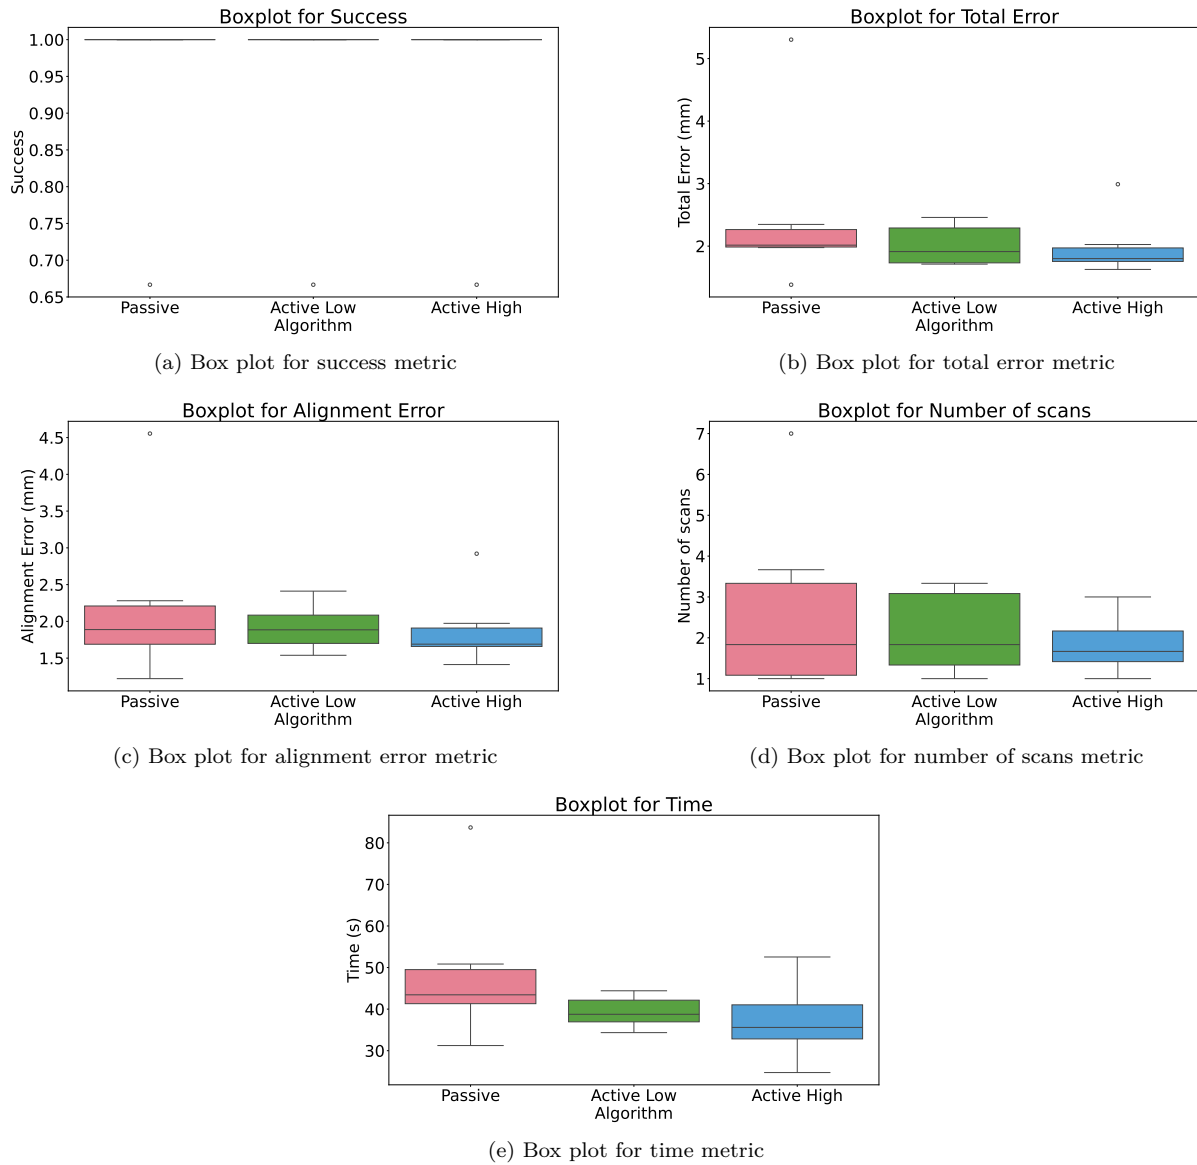 Boxplot for Success
1.00
0.95
0.90
0.85
0.80
0.75
0.70
0.65
Success
Passive
Active Low
Active High
Algorithm
(a) Box plot for success metric
Boxplot for Total Error
5
4
3
2
Total Error (mm)
Passive
Active Low
Active High
Algorithm
(b) Box plot for total error metric
Boxplot for Alignment Error
4.5
4.0
3.5
3.0
2.5
2.0
1.5
Alignment Error (mm)
Passive
Active Low
Active High
Algorithm
(c) Box plot for alignment error metric
Boxplot for Number of scans
7
6
5
4
3
2
1
Number of scans
Passive
Active Low
Active High
Algorithm
(d) Box plot for number of scans metric
Boxplot for Time
80
70
60
50
40
30
Time (s)
Passive
Active Low
Active High
Algorithm
(e) Box plot for time metric